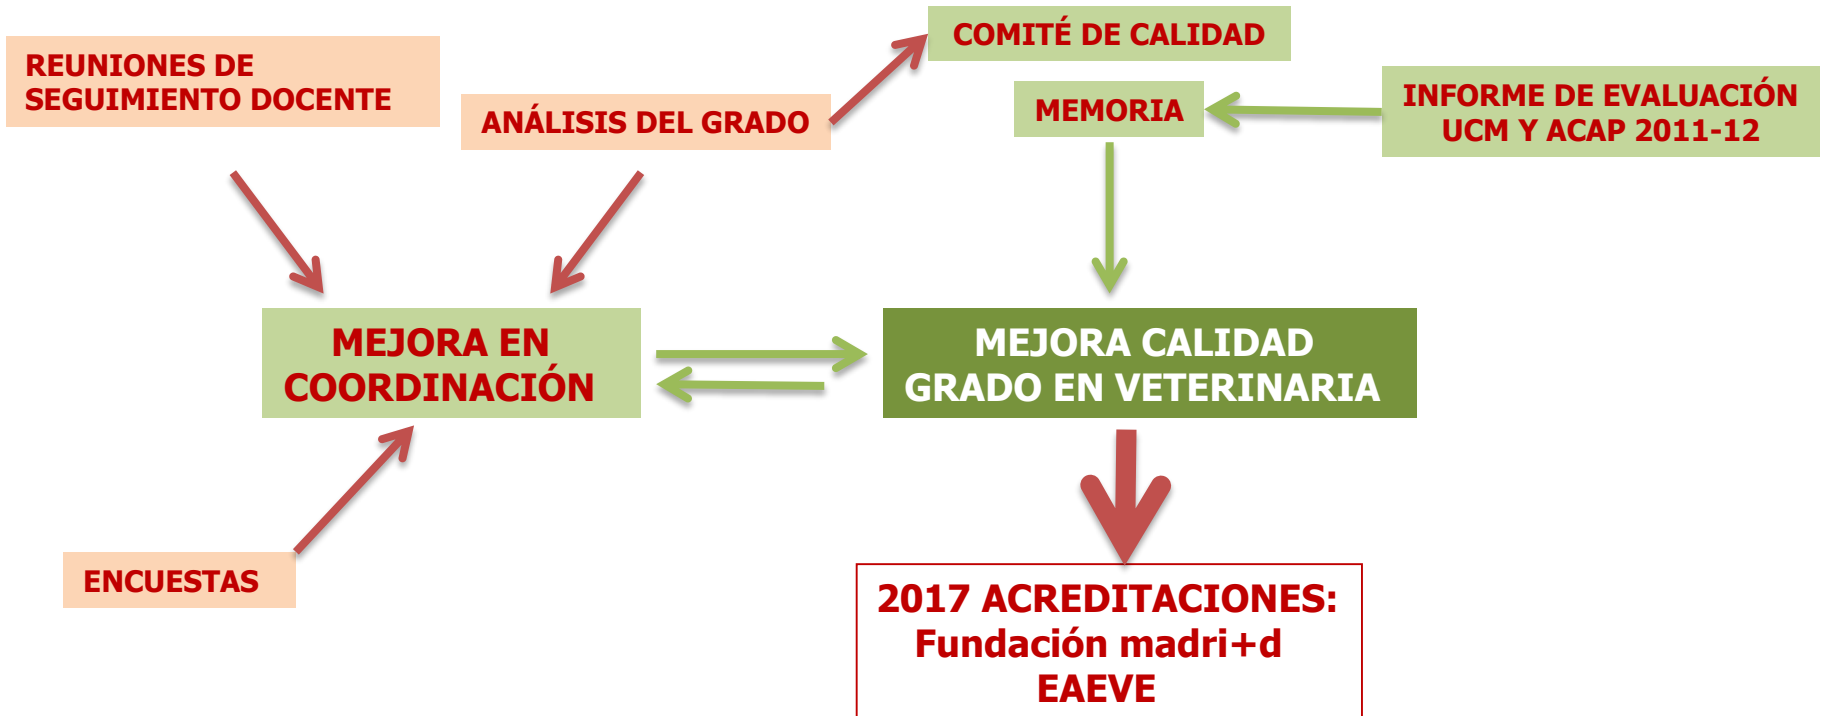 COMITÉ DE CALIDAD
REUNIONES DE
SEGUIMIENTO DOCENTE
ANÁLISIS DEL GRADO
MEMORIA
INFORME DE EVALUACIÓN
UCM Y ACAP 2011-12
MEJORA EN
COORDINACIÓN
MEJORA CALIDAD
GRADO EN VETERINARIA
ENCUESTAS
2017 ACREDITACIONES:
Fundación madri+d
EAEVE